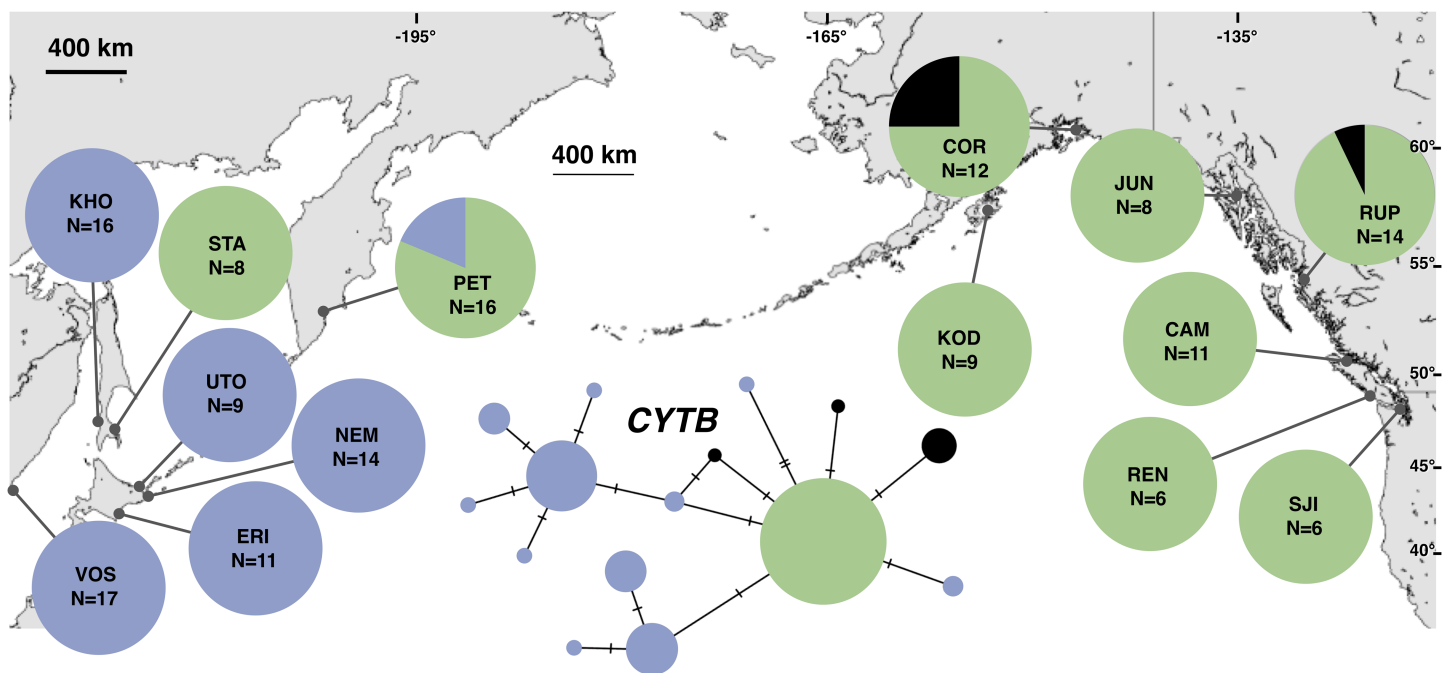 400 km
-195°
-165°
-135°
400 km
COR
N=12
60°
JUN
N=8
RUP
N=14
KHO
N=16
STA
N=8
PET
N=16
55°
KOD
N=9
CAM
N=11
50°
UTO
N=9
NEM
N=14
CYTB
REN
N=6
SJI
N=6
45°
ERI
N=11
VOS
N=17
40°